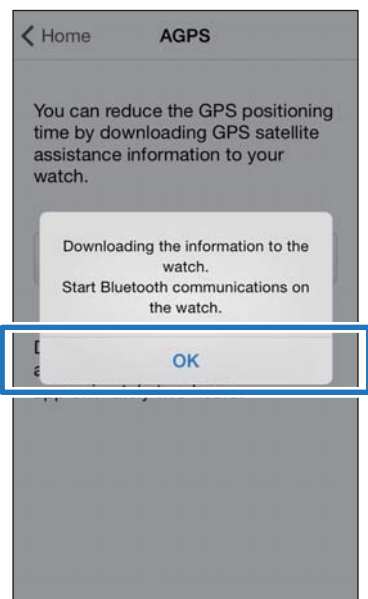 Home AGPS
You can reduce the GPS positioning
time by downloading GPS satellite
assistance information to your
watch.
Downloading the information to the
watch.
Start Bluetooth communications on
the watch.
OK